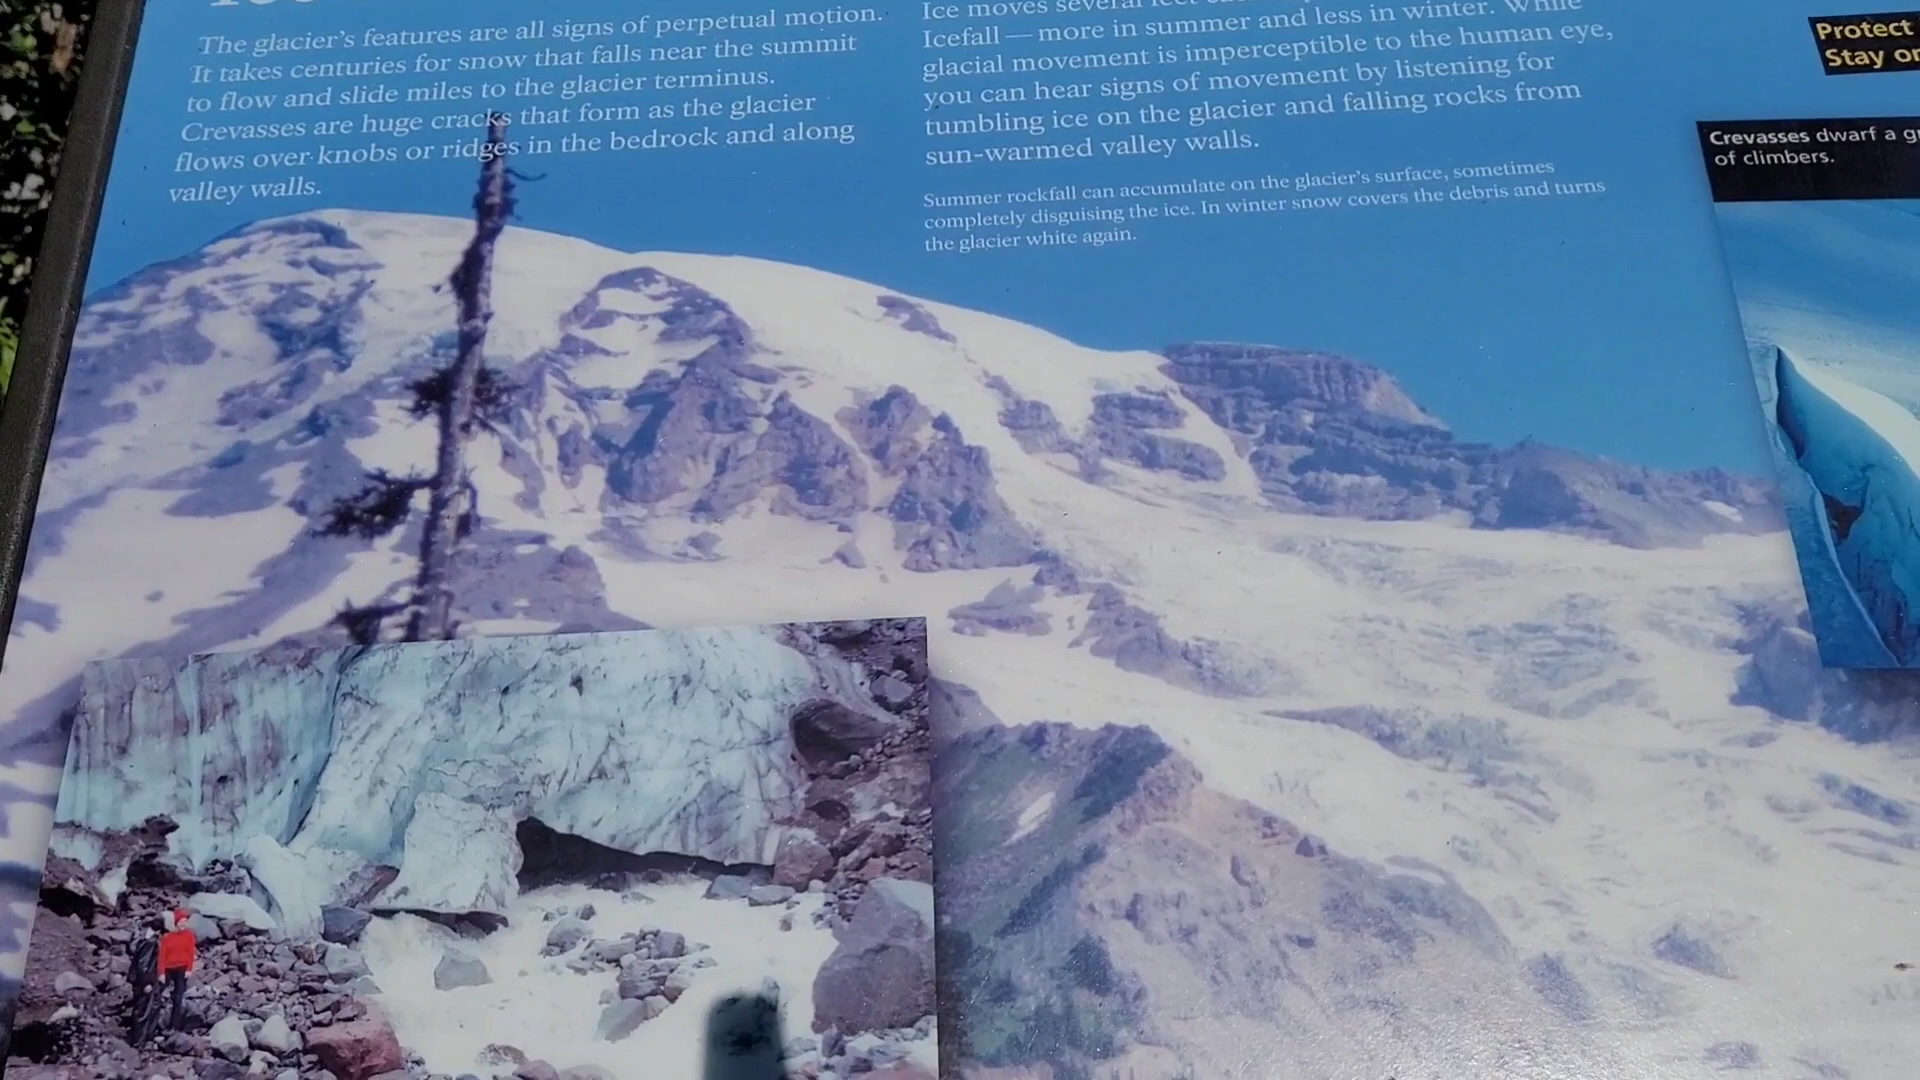 The glacier's features are all signs of perpetual motion.
It takes centuries for snow that falls near the summit
to flow and slide miles to the glacier terminus.
Crevasses are huge cracks that form as the glacier
flows over knobs or ridges in the bedrock and along
valley walls.
Ice moves several feet
Icefall — more in summer and less in winter. While
glacial movement is imperceptible to the human eye,
you can hear signs of movement by listening for
tumbling ice on the glacier and falling rocks from
sun-warmed valley walls.
Summer rockfall can accumulate on the glacier's surface, sometimes
completely disguising the ice. In winter snow covers the debris and turns
the glacier white again.
Protect
Stay
Crevasses dwarf a
of climbers.